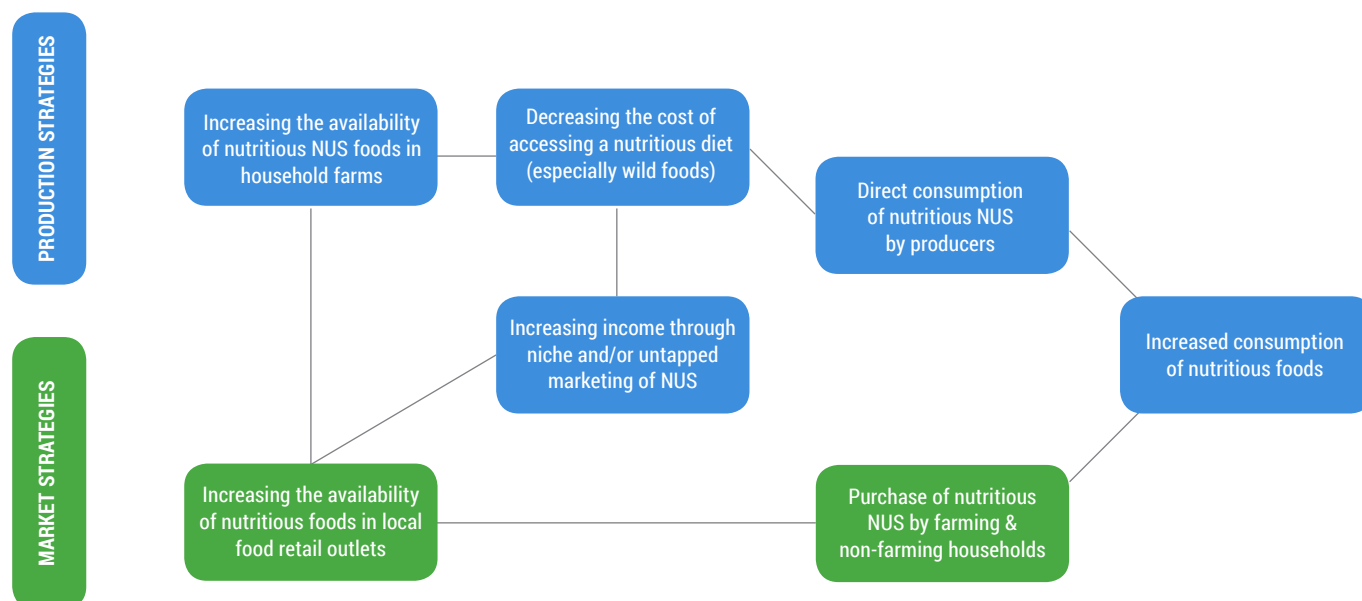 PRODUCTION STRATEGIES
Increasing the availability
of nutritious NUS foods in
household farms
Decreasing the cost of
accessing a nutritious diet
(especially wild foods)
Direct consumption
of nutritious NUS
by producers
Increasing income through
niche and/or untapped
marketing of NUS
Increased consumption
of nutritious foods
MARKET STRATEGIES
Increasing the availability
of nutritious foods in local
food retail outlets
Purchase of nutritious
NUS by farming &
non-farming households